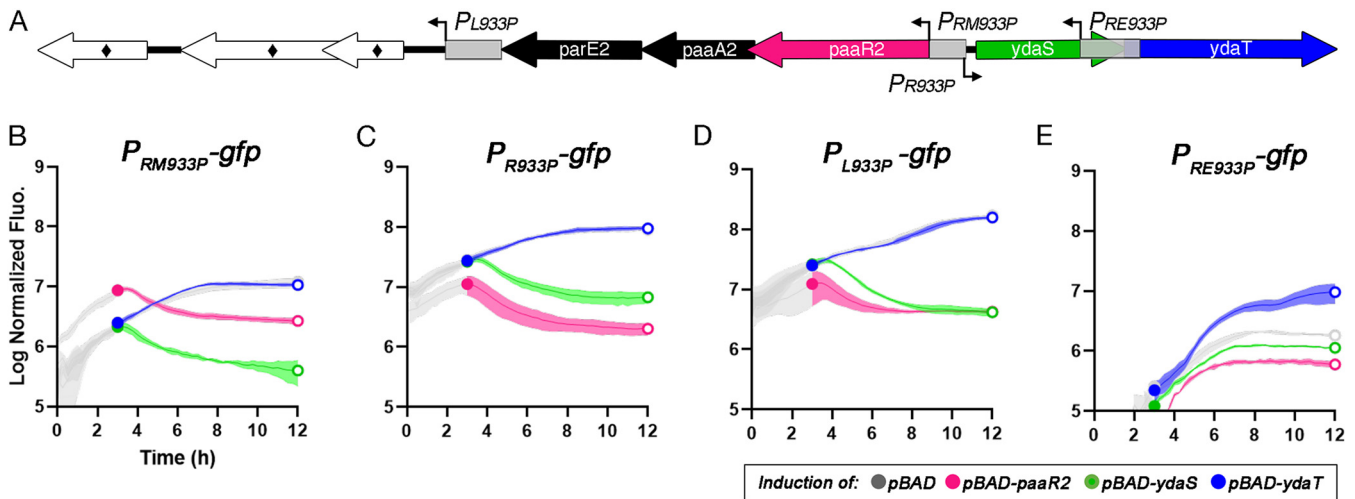 A
PL933P
PRM933P
PRE933P
parE2
paaA2
paaR2
ydaS
ydaT
PR933P
B
PRM933P-gfp
C
PR933P-gfp
D
PL933P-gfp
E
PRE933P-gfp
Log Normalized Fluo.
9
8
7
6
5
0 2 4 6 8 10 12
Time (h)
9
8
7
6
5
0 2 4 6 8 10 12
9
8
7
6
5
0 2 4 6 8 10 12
9
8
7
6
5
0 2 4 6 8 10 12
Induction of: pBAD pBAD-paaR2 pBAD-ydaS pBAD-ydaT